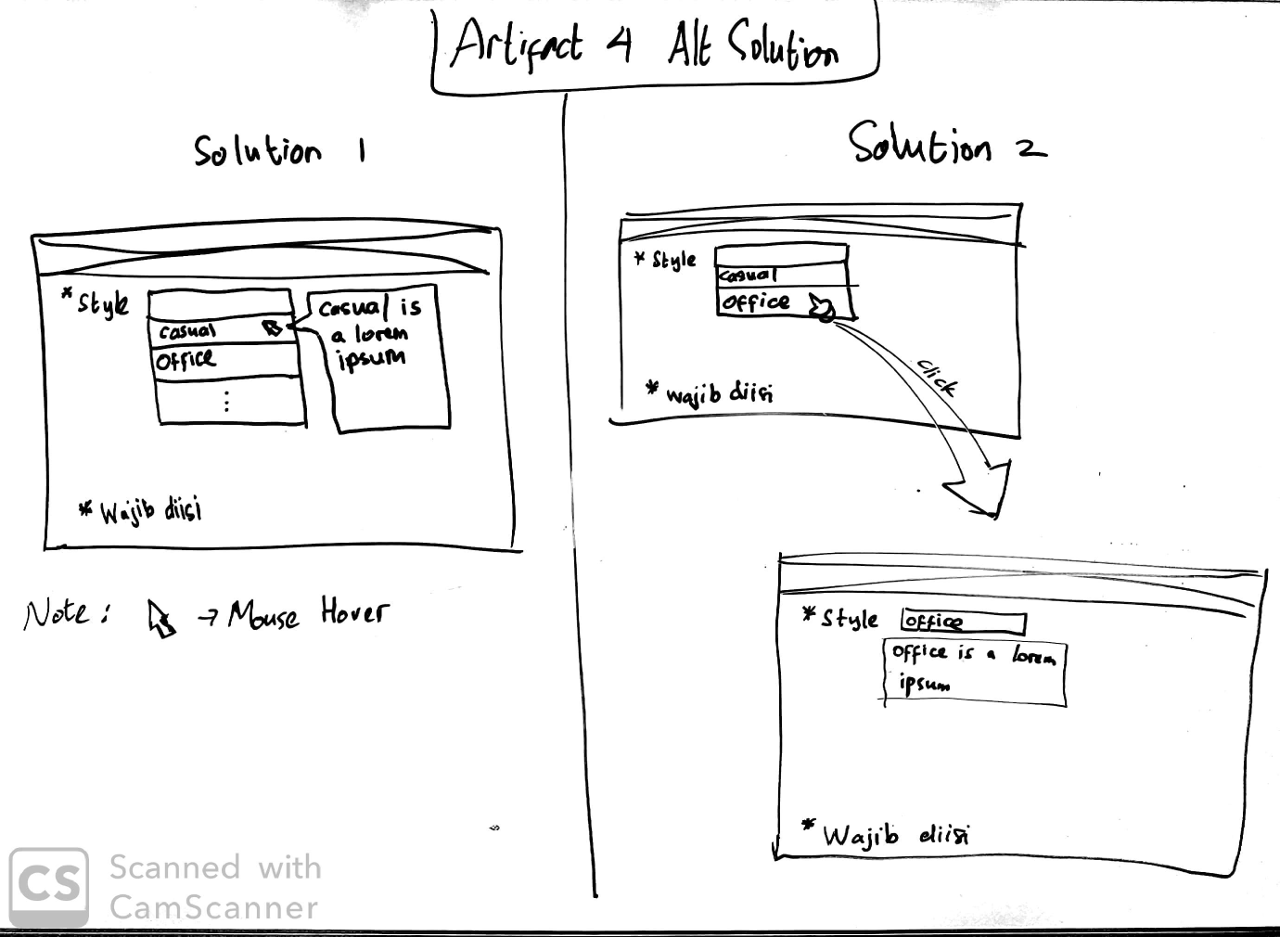 Artifact 4 Alt Solution
Solution 1
* Style
casual
Office
casual is
a lorem
ipsum
* Wajib diisi
Note: → Mouse Hover
Solution 2
* Style
casual
Office
click
* wajib diisi
* Style office
office is a lorem
ipsum
* Wajib diisi
CS Scanned with
CamScanner